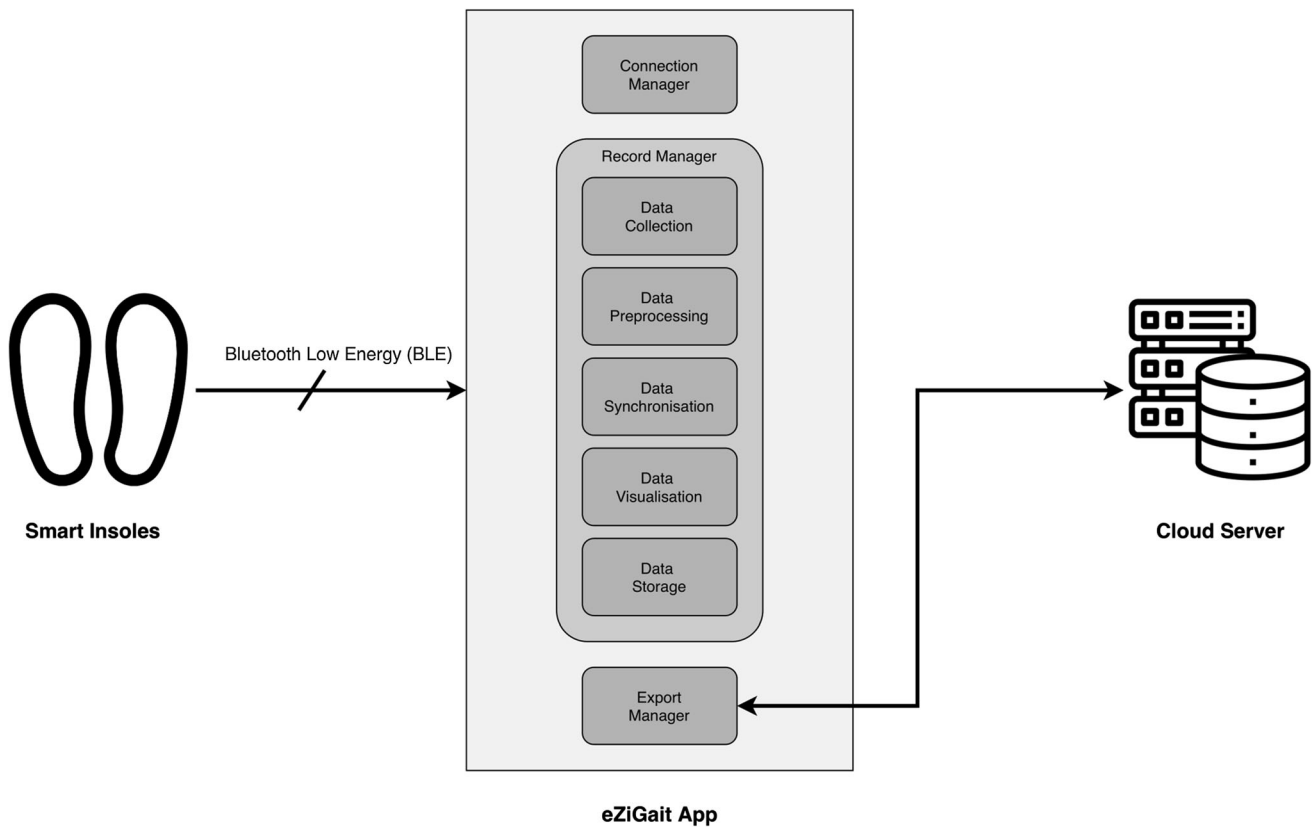 Connection
Manager
Record Manager
Data
Collection
Data
Preprocessing
Bluetooth Low Energy (BLE)
Data
Synchronisation
Data
Visualisation
Smart Insoles
Cloud Server
Data
Storage
Export
Manager
eZiGait App